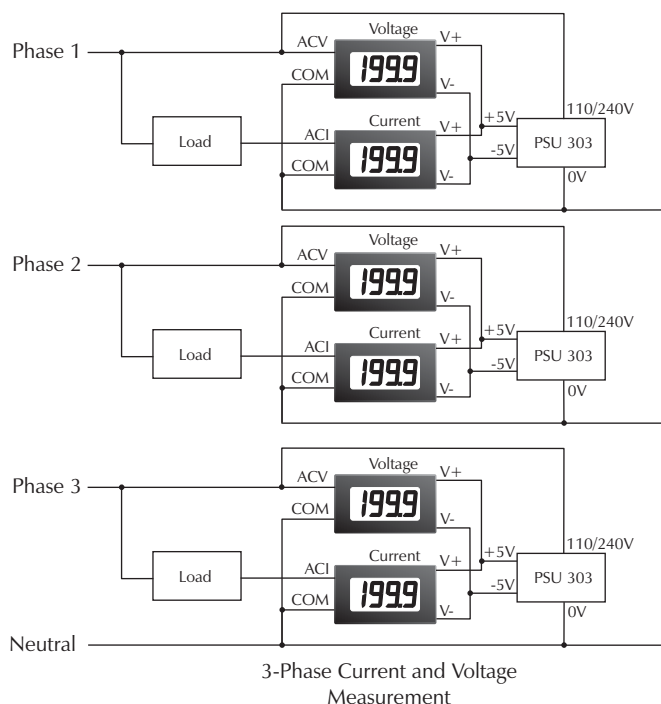 Phase 1
ACV
Voltage
199.9
V+
COM
V-
Load
ACI
Current
199.9
V+
COM
V-
+5V
-5V
110/240V
PSU 303
0V
Phase 2
ACV
Voltage
199.9
V+
COM
V-
Load
ACI
Current
199.9
V+
COM
V-
+5V
-5V
110/240V
PSU 303
0V
Phase 3
ACV
Voltage
199.9
V+
COM
V-
Load
ACI
Current
199.9
V+
COM
V-
+5V
-5V
110/240V
PSU 303
0V
Neutral
3-Phase Current and Voltage
Measurement